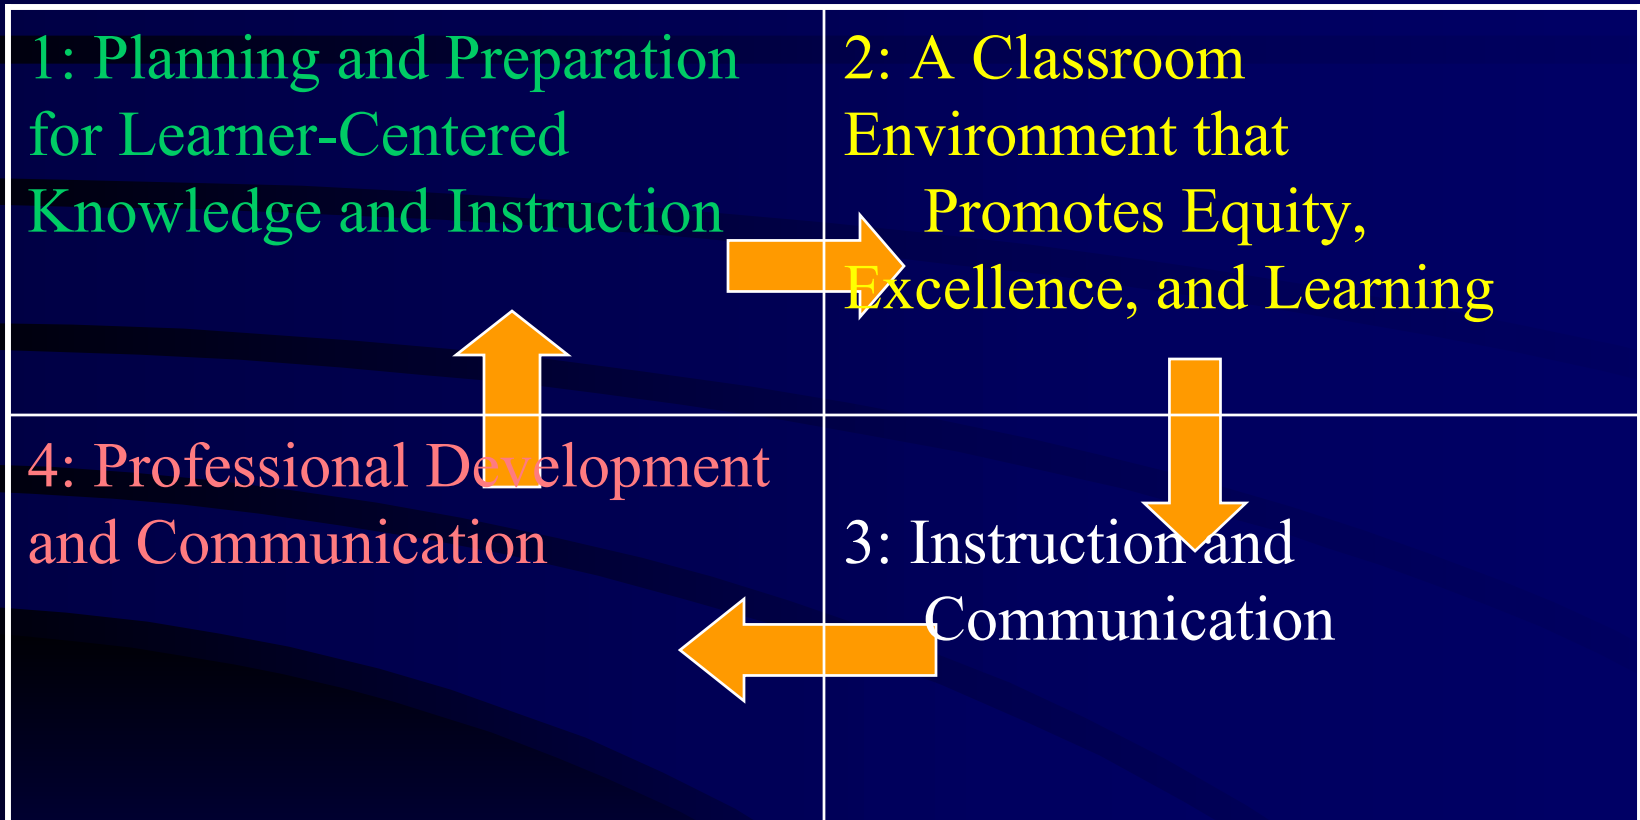 1: Planning and Preparation
for Learner-Centered
Knowledge and Instruction
2: A Classroom
Environment that
Promotes Equity,
Excellence, and Learning
3: Instruction and
Communication
4: Professional Development
and Communication